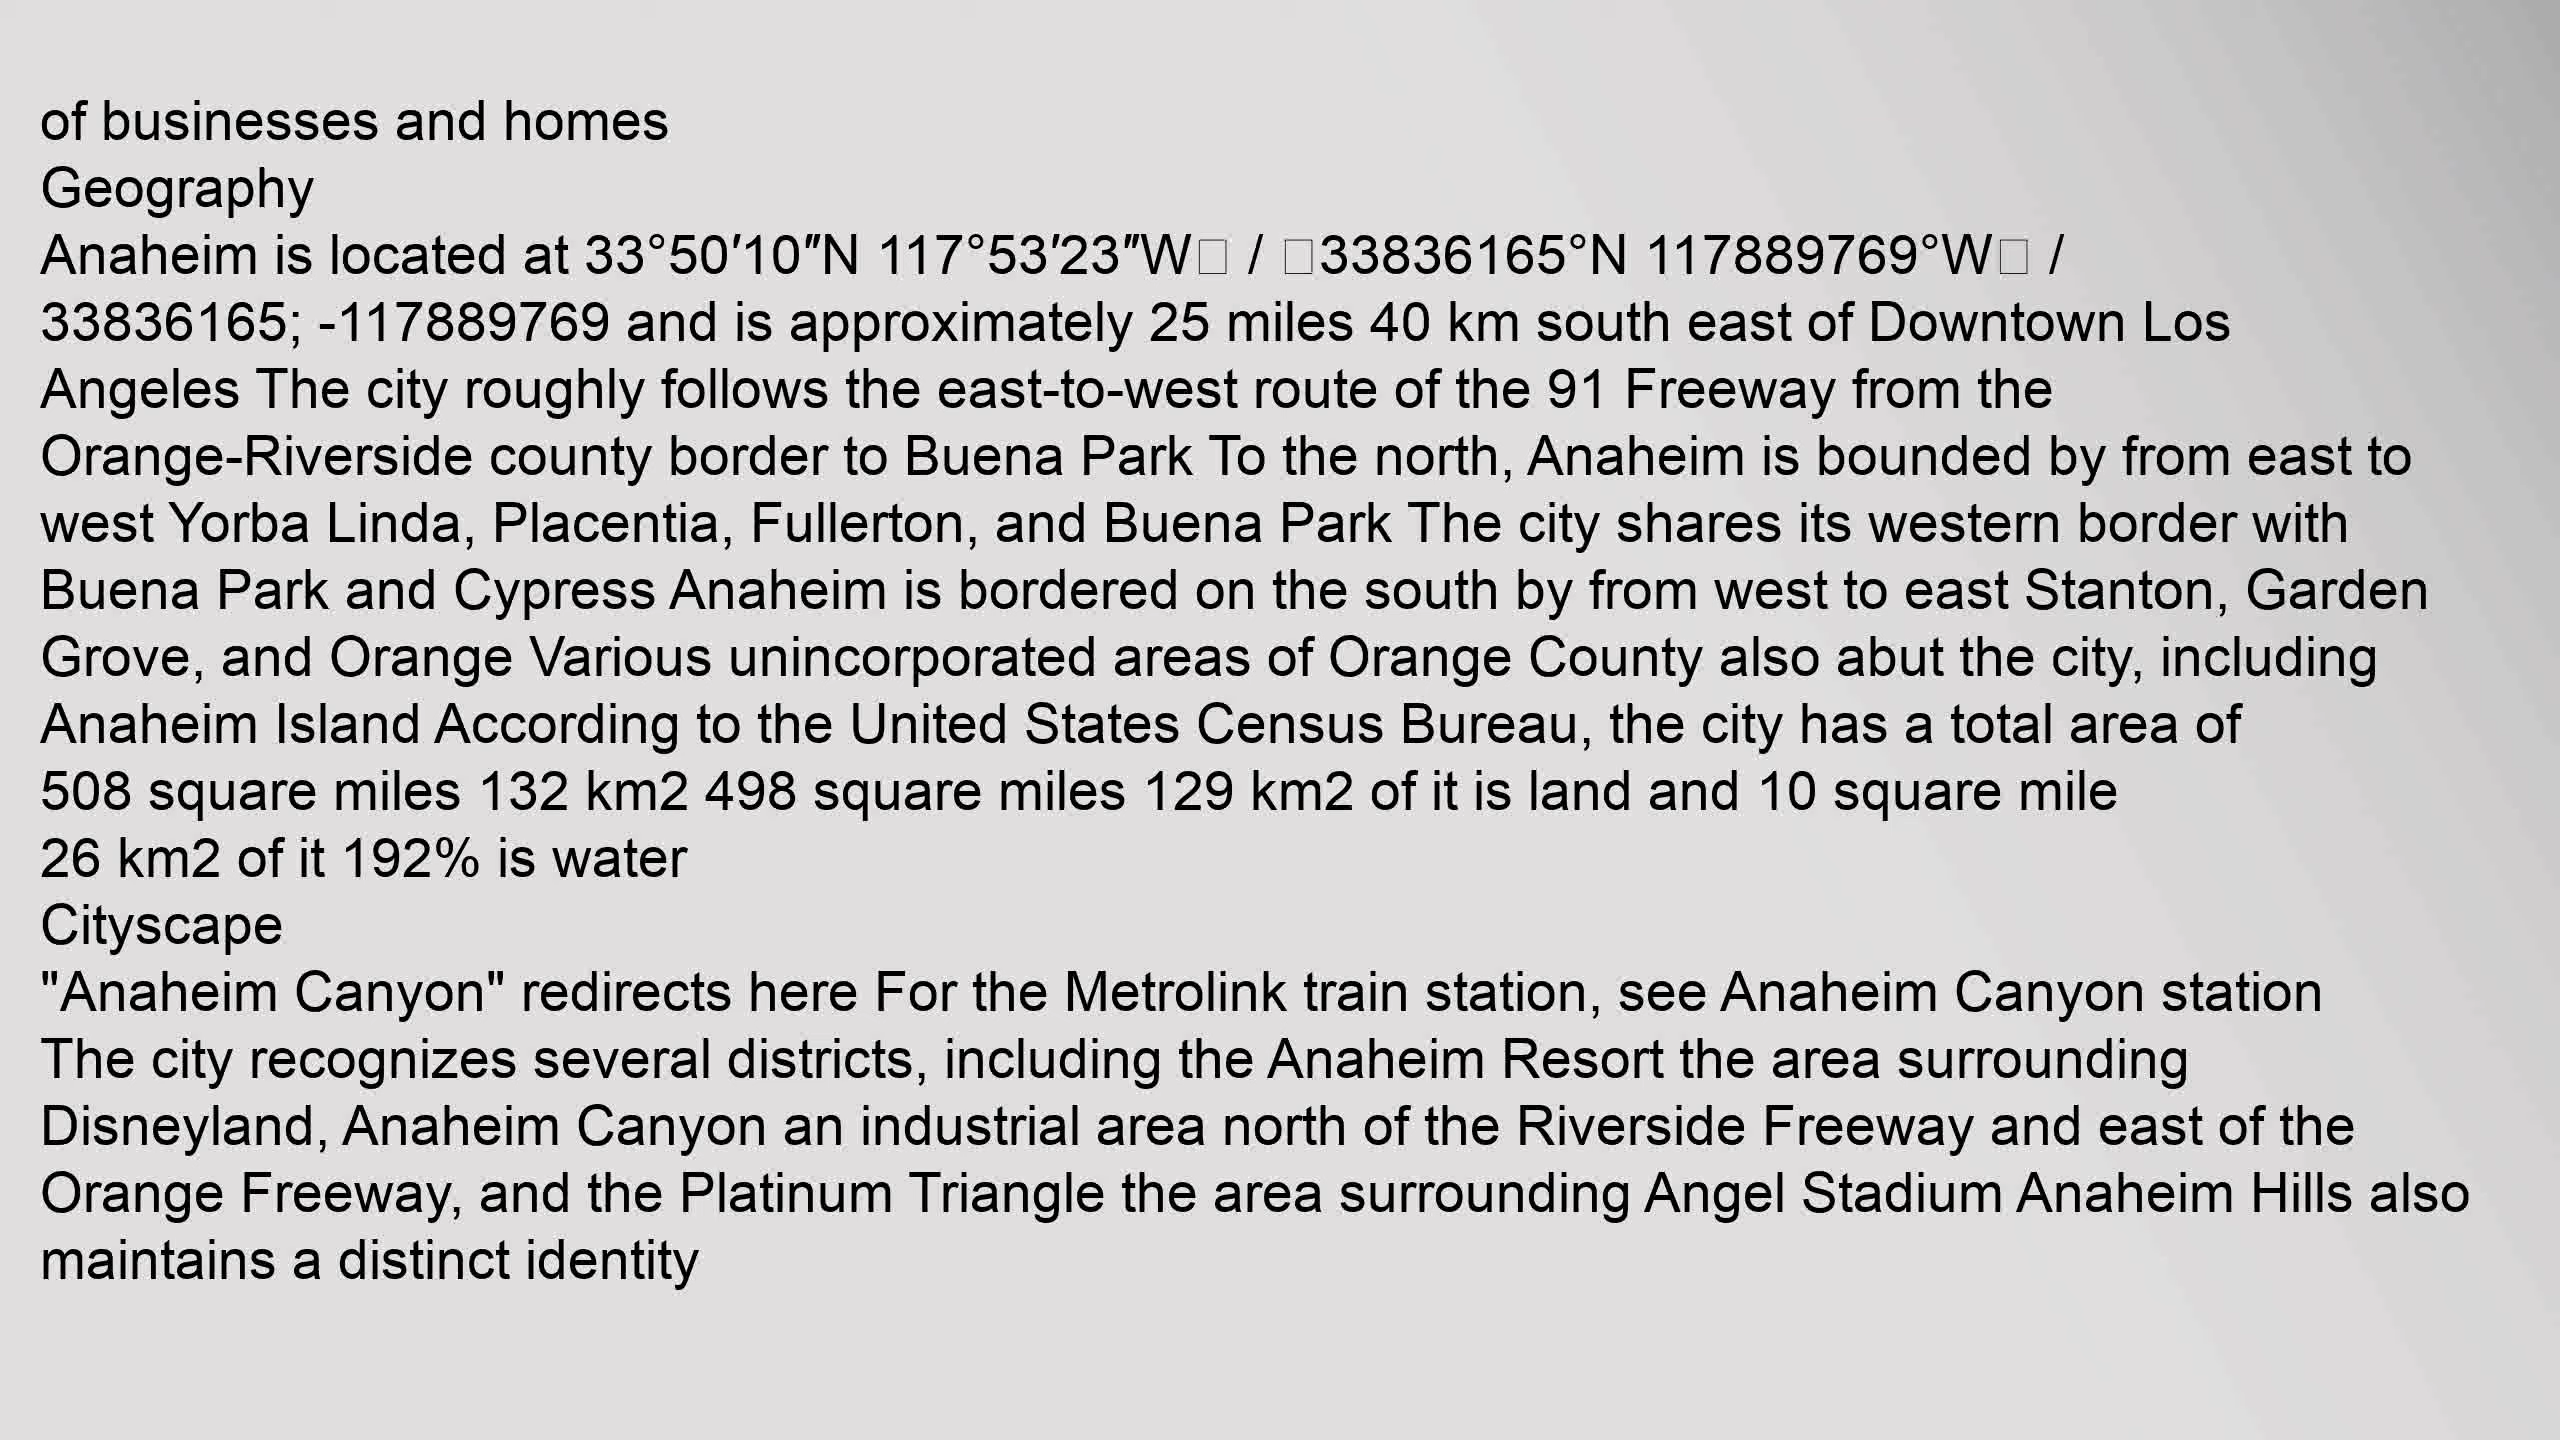 of businesses and homes
Geography
Anaheim is located at 33°50′10″N 117°53′23″W□ / □33836165°N 117889769°W□ /
33836165; -117889769 and is approximately 25 miles 40 km south east of Downtown Los
Angeles The city roughly follows the east-to-west route of the 91 Freeway from the
Orange-Riverside county border to Buena Park To the north, Anaheim is bounded by from east to
west Yorba Linda, Placentia, Fullerton, and Buena Park The city shares its western border with
Buena Park and Cypress Anaheim is bordered on the south by from west to east Stanton, Garden
Grove, and Orange Various unincorporated areas of Orange County also abut the city, including
Anaheim Island According to the United States Census Bureau, the city has a total area of
508 square miles 132 km2 498 square miles 129 km2 of it is land and 10 square mile
26 km2 of it 192% is water
Cityscape
"Anaheim Canyon" redirects here For the Metrolink train station, see Anaheim Canyon station
The city recognizes several districts, including the Anaheim Resort the area surrounding
Disneyland, Anaheim Canyon an industrial area north of the Riverside Freeway and east of the
Orange Freeway, and the Platinum Triangle the area surrounding Angel Stadium Anaheim Hills also
maintains a distinct identity